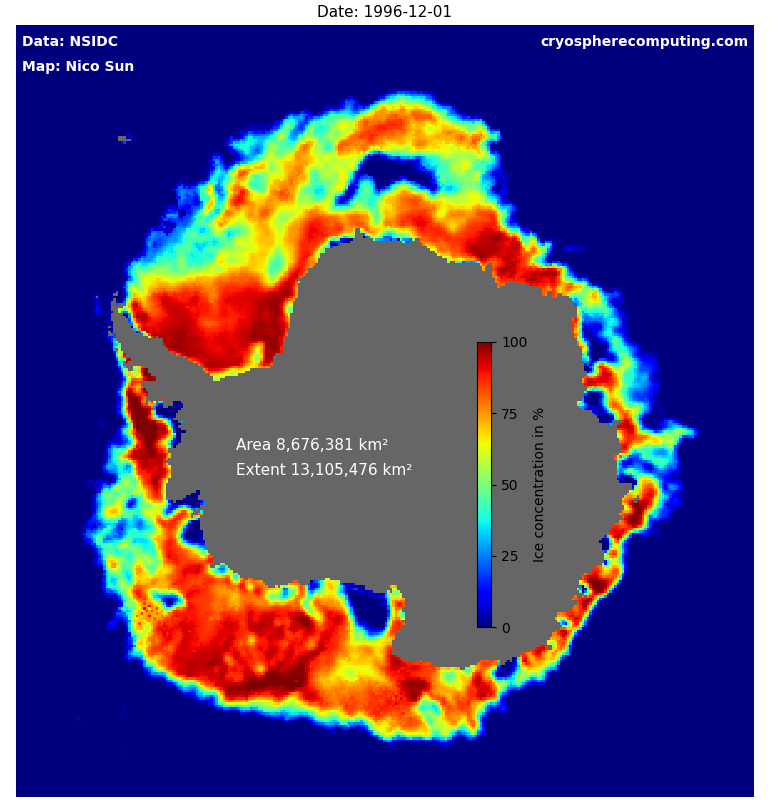 Date: 1996-12-01
Data: NSIDC
cryospherecomputing.com
Map: Nico Sun
100
75
50
25
0
Ice concentration in %
Area 8,676,381 km²
Extent 13,105,476 km²